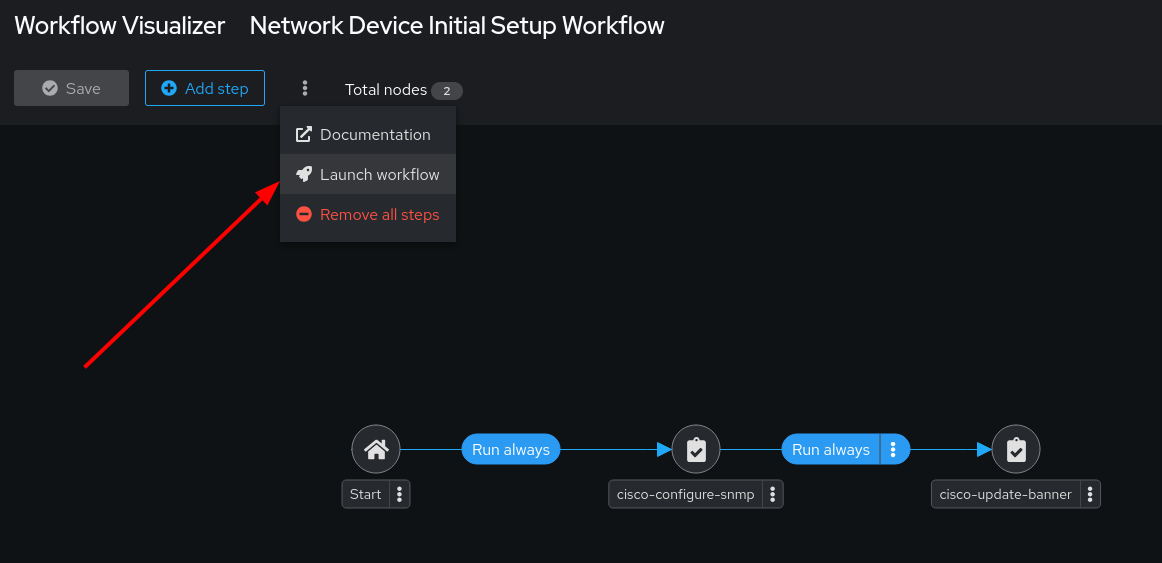 Workflow Visualizer Network Device Initial Setup Workflow
Save Add step Total nodes 2
Documentation
Launch workflow
Remove all steps
Run always Run always
Start cisco-configure-snmp cisco-update-banner